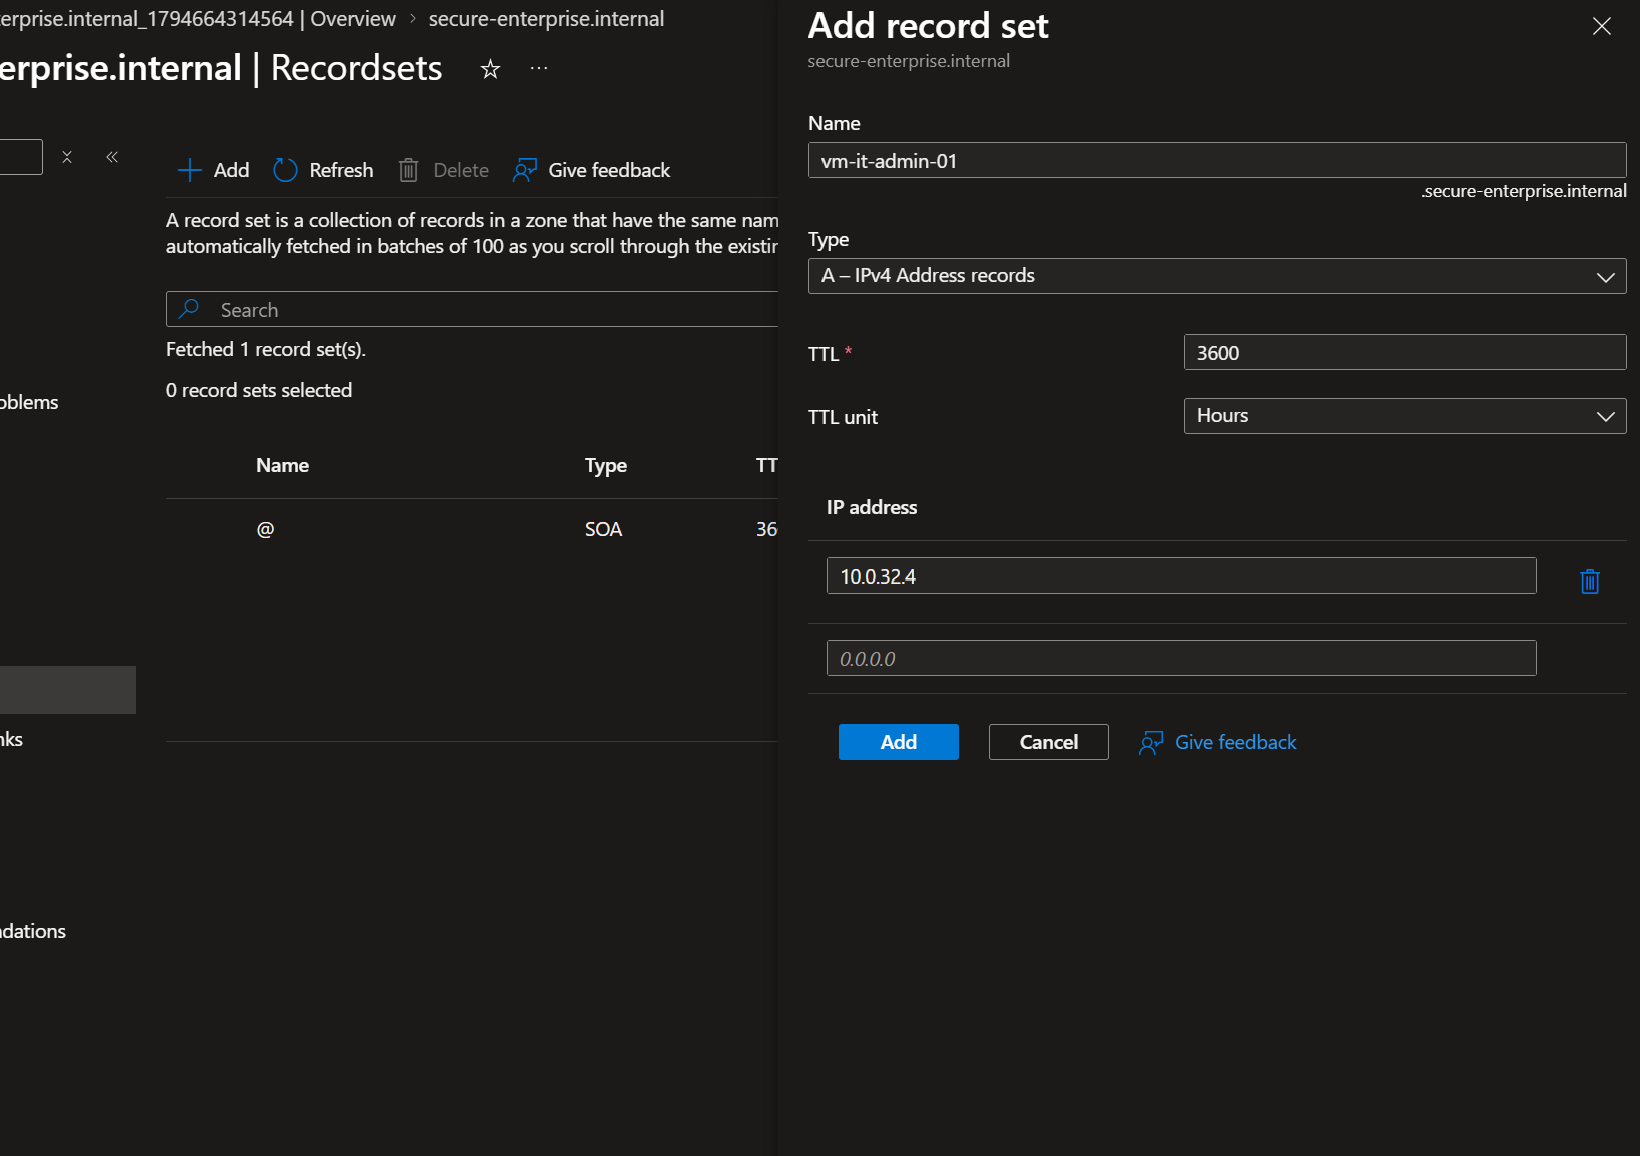 erprise.internal_1794664314564 | Overview > secure-enterprise.internal
erprise.internal | Recordsets
Add
Refresh
Delete
Give feedback
A record set is a collection of records in a zone that have the same nam
automatically fetched in batches of 100 as you scroll through the existin
Search
Fetched 1 record set(s).
0 record sets selected
Name Type TT
@ SOA 36
oblems
nks
ndations
Add record set
secure-enterprise.internal
Name
vm-it-admin-01
.secure-enterprise.internal
Type
A – IPv4 Address records
TTL *
3600
TTL unit
Hours
IP address
10.0.32.4
0.0.0.0
Add
Cancel
Give feedback